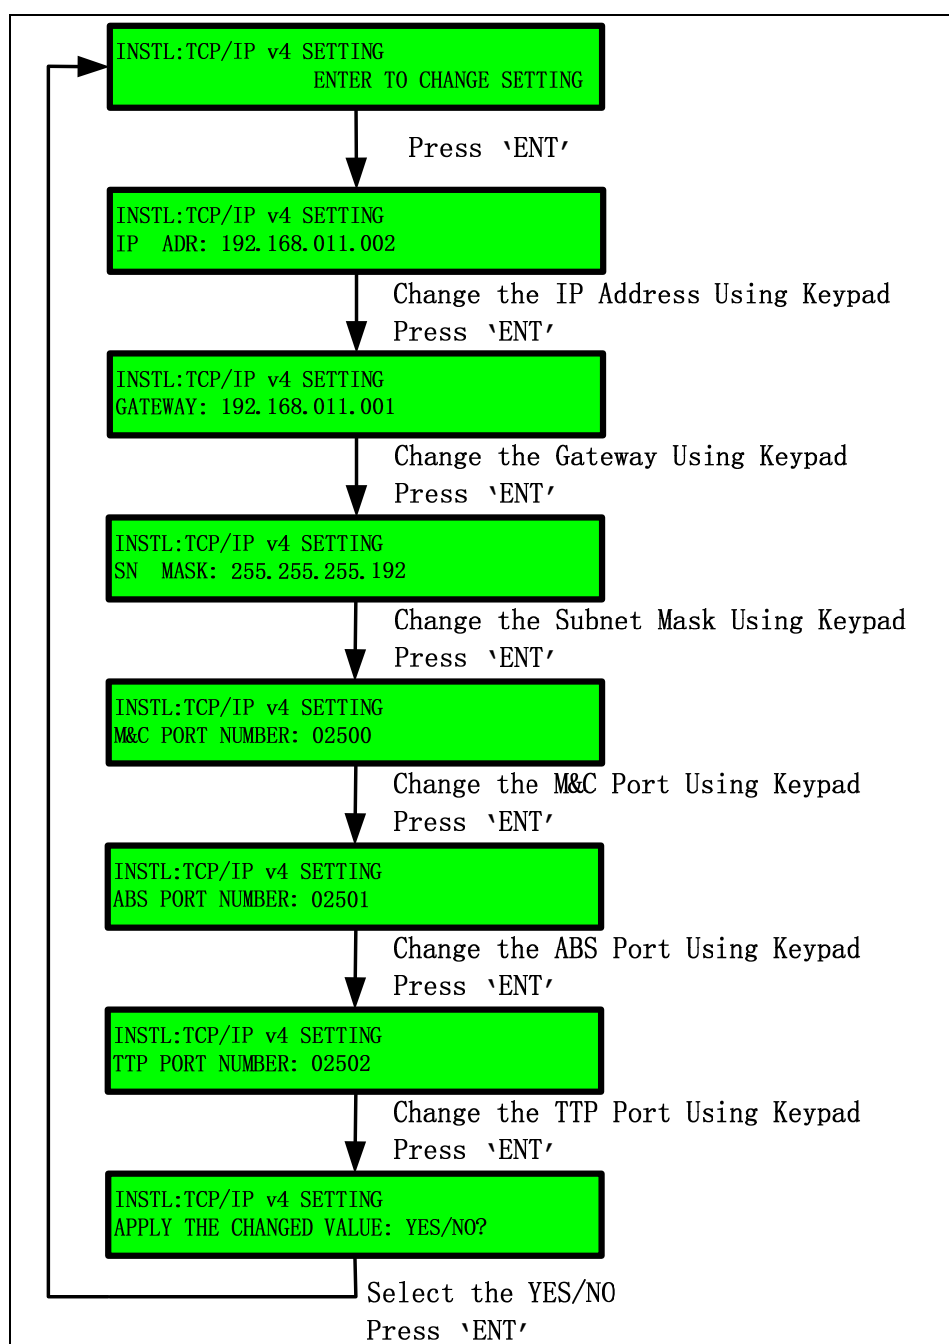 INSTL:TCP/IP v4 SETTING
ENTER TO CHANGE SETTING
Press ‵ENT′
INSTL:TCP/IP v4 SETTING
IP ADR: 192.168.011.002
Change the IP Address Using Keypad
Press ‵ENT′
INSTL:TCP/IP v4 SETTING
GATEWAY: 192.168.011.001
Change the Gateway Using Keypad
Press ‵ENT′
INSTL:TCP/IP v4 SETTING
SN MASK: 255.255.255.192
Change the Subnet Mask Using Keypad
Press ‵ENT′
INSTL:TCP/IP v4 SETTING
M&C PORT NUMBER: 02500
Change the M&C Port Using Keypad
Press ‵ENT′
INSTL:TCP/IP v4 SETTING
ABS PORT NUMBER: 02501
Change the ABS Port Using Keypad
Press ‵ENT′
INSTL:TCP/IP v4 SETTING
TTP PORT NUMBER: 02502
Change the TTP Port Using Keypad
Press ‵ENT′
INSTL:TCP/IP v4 SETTING
APPLY THE CHANGED VALUE: YES/NO?
Select the YES/NO
Press ‵ENT′